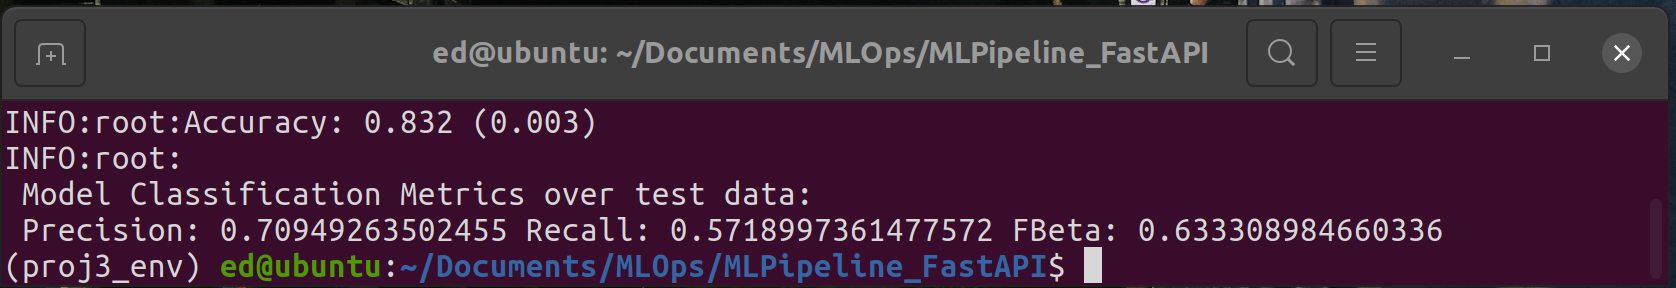 ed@ubuntu: ~/Documents/MLOps/MLPipeline_FastAPI
INFO:root:Accuracy: 0.832 (0.003)
INFO:root:
Model Classification Metrics over test data:
Precision: 0.70949263502455 Recall: 0.5718997361477572 FBeta: 0.633308984660336
(proj3_env) ed@ubuntu:~/Documents/MLOps/MLPipeline_FastAPI$